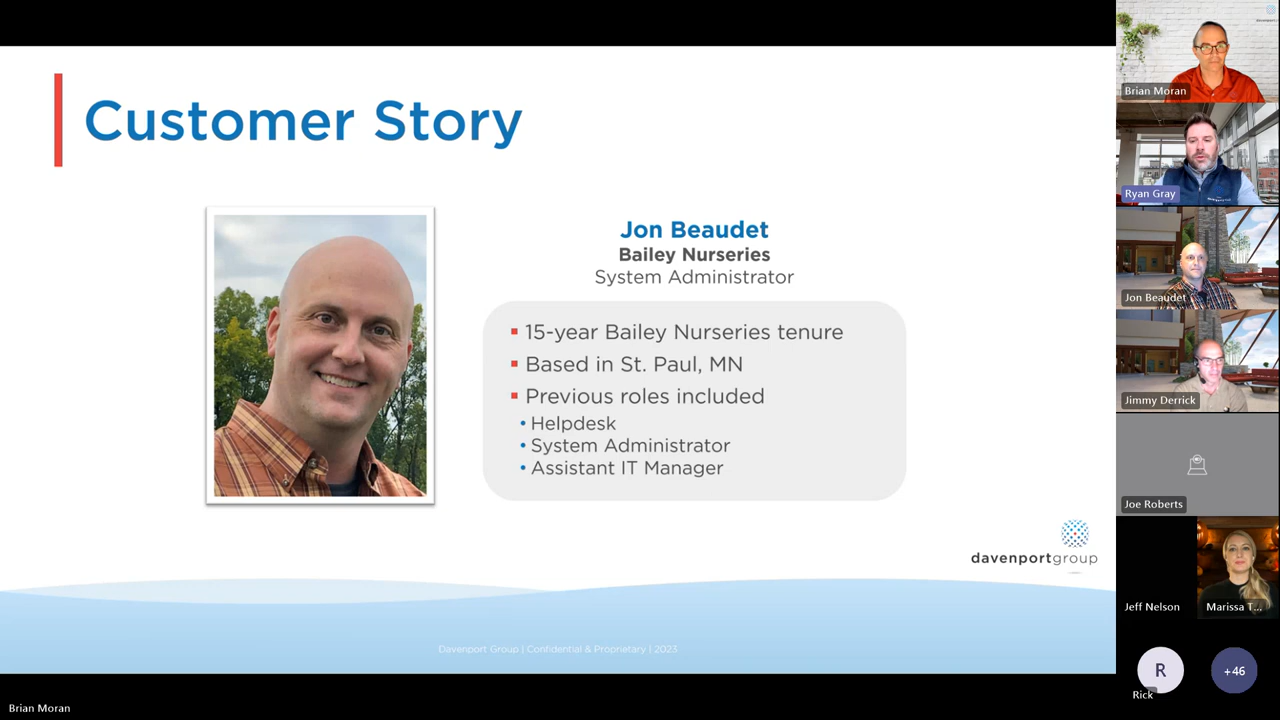 Customer Story
Jon Beaudet
Bailey Nurseries
System Administrator
15-year Bailey Nurseries tenure
Based in St. Paul, MN
Previous roles included
Helpdesk
System Administrator
Assistant IT Manager
davenportgroup
Davenport Group | Confidential & Proprietary | 2023
Brian Moran
Brian Moran
Ryan Gray
Jon Beaudet
Jimmy Derrick
Joe Roberts
Jeff Nelson
Marissa T...
R
Rick
+46